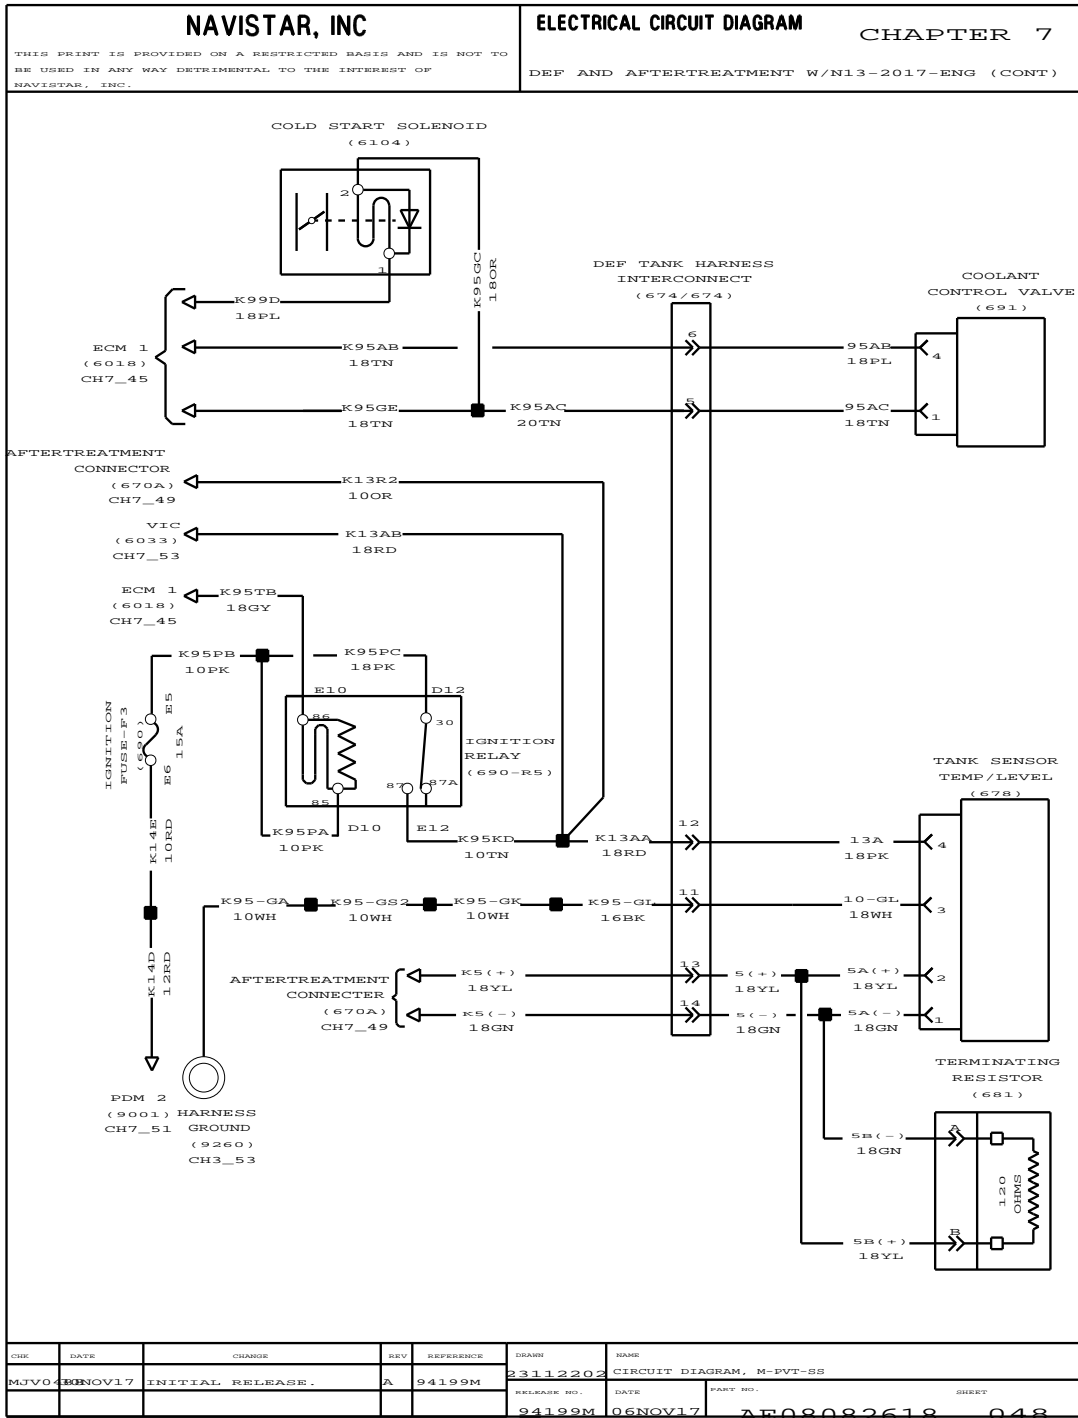 NAVISTAR, INC
THIS PRINT IS PROVIDED ON A RESTRICTED BASIS AND IS NOT TO
BE USED IN ANY WAY DETRIMENTAL TO THE INTEREST OF
NAVISTAR, INC.
ELECTRICAL CIRCUIT DIAGRAM
CHAPTER 7
DEF AND AFTERTREATMENT W/N13-2017-ENG (CONT)
COLD START SOLENOID
(6104)
2
1
K95GC
18OR
DEF TANK HARNESS
INTERCONNECT
(674/674)
COOLANT
CONTROL VALVE
(691)
K99D
18PL
ECM 1
(6018)
CH7_45
K95AB
18TN
6
95AB
18PL
4
K95GE
18TN
K95AC
20TN
5
95AC
18TN
1
AFTERTREATMENT
CONNECTOR
(670A)
CH7_49
K13R2
10OR
VIC
(6033)
CH7_53
K13AB
18RD
ECM 1
(6018)
CH7_45
K95TB
18GY
K95PB
10PK
K95PC
18PK
E10
D12
86
30
87
87A
85
IGNITION
RELAY
(690-R5)
IGNITION
FUSE-F3
(690)
E5
15A
E6
K95PA
10PK
D10
E12
K95KD
10TN
K13AA
18RD
12
13A
18PK
4
TANK SENSOR
TEMP/LEVEL
(678)
K14E
10RD
K95-GA
10WH
K95-GS2
10WH
K95-GK
10WH
K95-GL
16BK
11
10-GL
18WH
3
K14D
12RD
AFTERTREATMENT
CONNECTER
(670A)
CH7_49
K5(+)
18YL
13
5(+)
18YL
5A(+)
18YL
2
K5(-)
18GN
14
5(-)
18GN
5A(-)
18GN
1
PDM 2
(9001)
CH7_51
HARNESS
GROUND
(9260)
CH3_53
TERMINATING
RESISTOR
(681)
5B(-)
18GN
A
120
OHMS
5B(+)
18YL
B
CHK
DATE
CHANGE
REV
REFERENCE
DRAWN
NAME
INITIAL RELEASE.
A
94199M
23112202
CIRCUIT DIAGRAM, M-PVT-SS
RELEASE NO.
DATE
PART NO.
SHEET
94199M
06NOV17
AF08082618
048